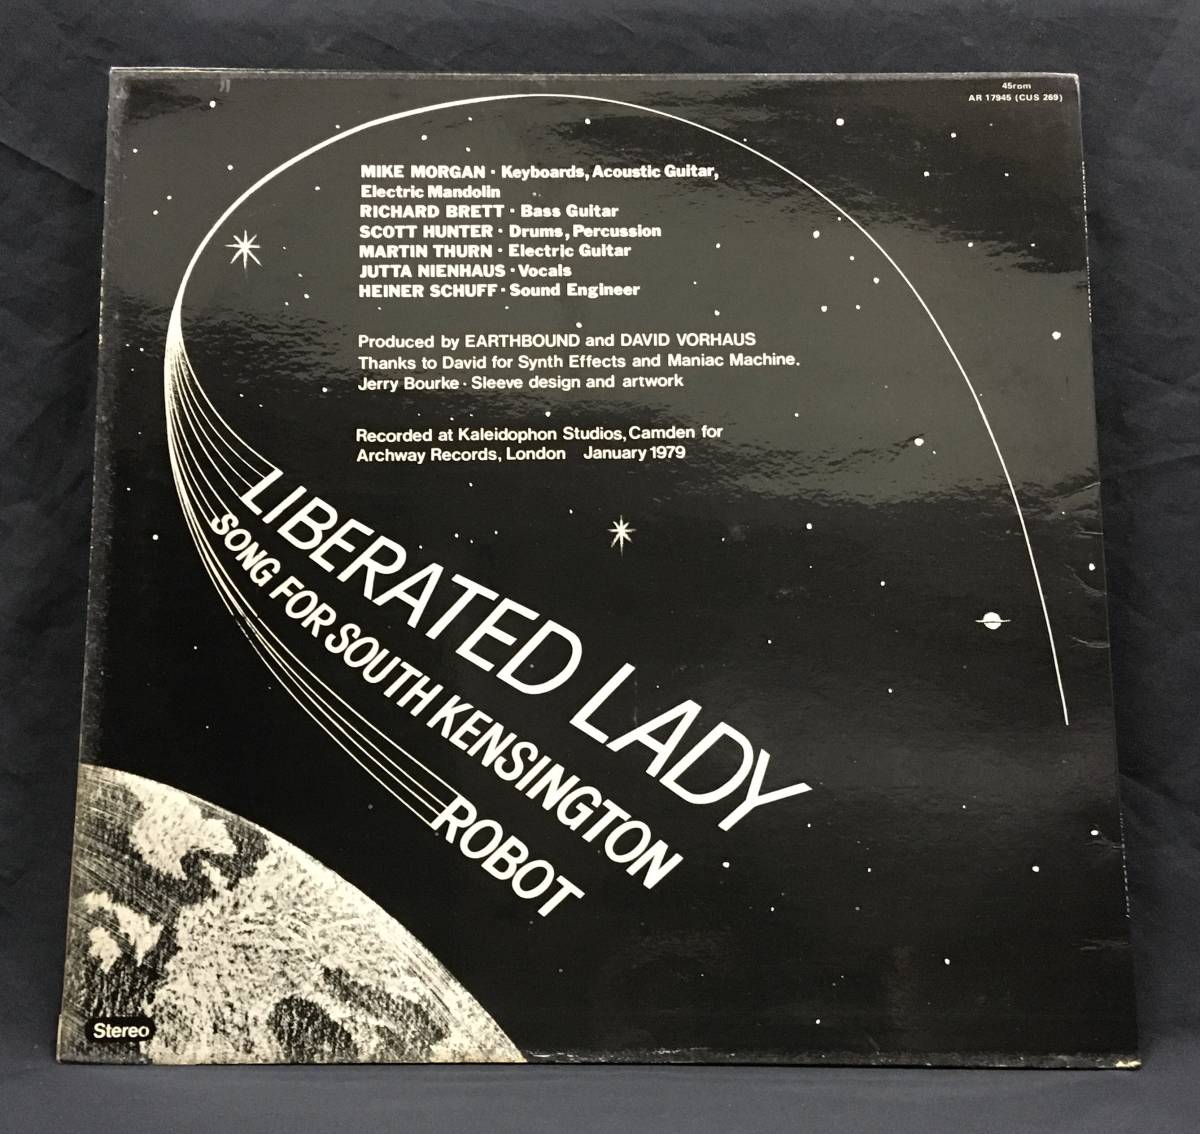 45rpm
AR 17945 (CUS 269)
MIKE MORGAN · Keyboards, Acoustic Guitar,
Electric Mandolin
RICHARD BRETT · Bass Guitar
SCOTT HUNTER · Drums, Percussion
MARTIN THURN · Electric Guitar
JUTTA NIENHAUS · Vocals
HEINER SCHUFF · Sound Engineer
Produced by EARTHBOUND and DAVID VORHAUS
Thanks to David for Synth Effects and Maniac Machine.
Jerry Bourke · Sleeve design and artwork
Recorded at Kaleidophon Studios, Camden for
Archway Records, London January 1979
LIBERATED LADY
SONG FOR SOUTH KENSINGTON
ROBOT
Stereo